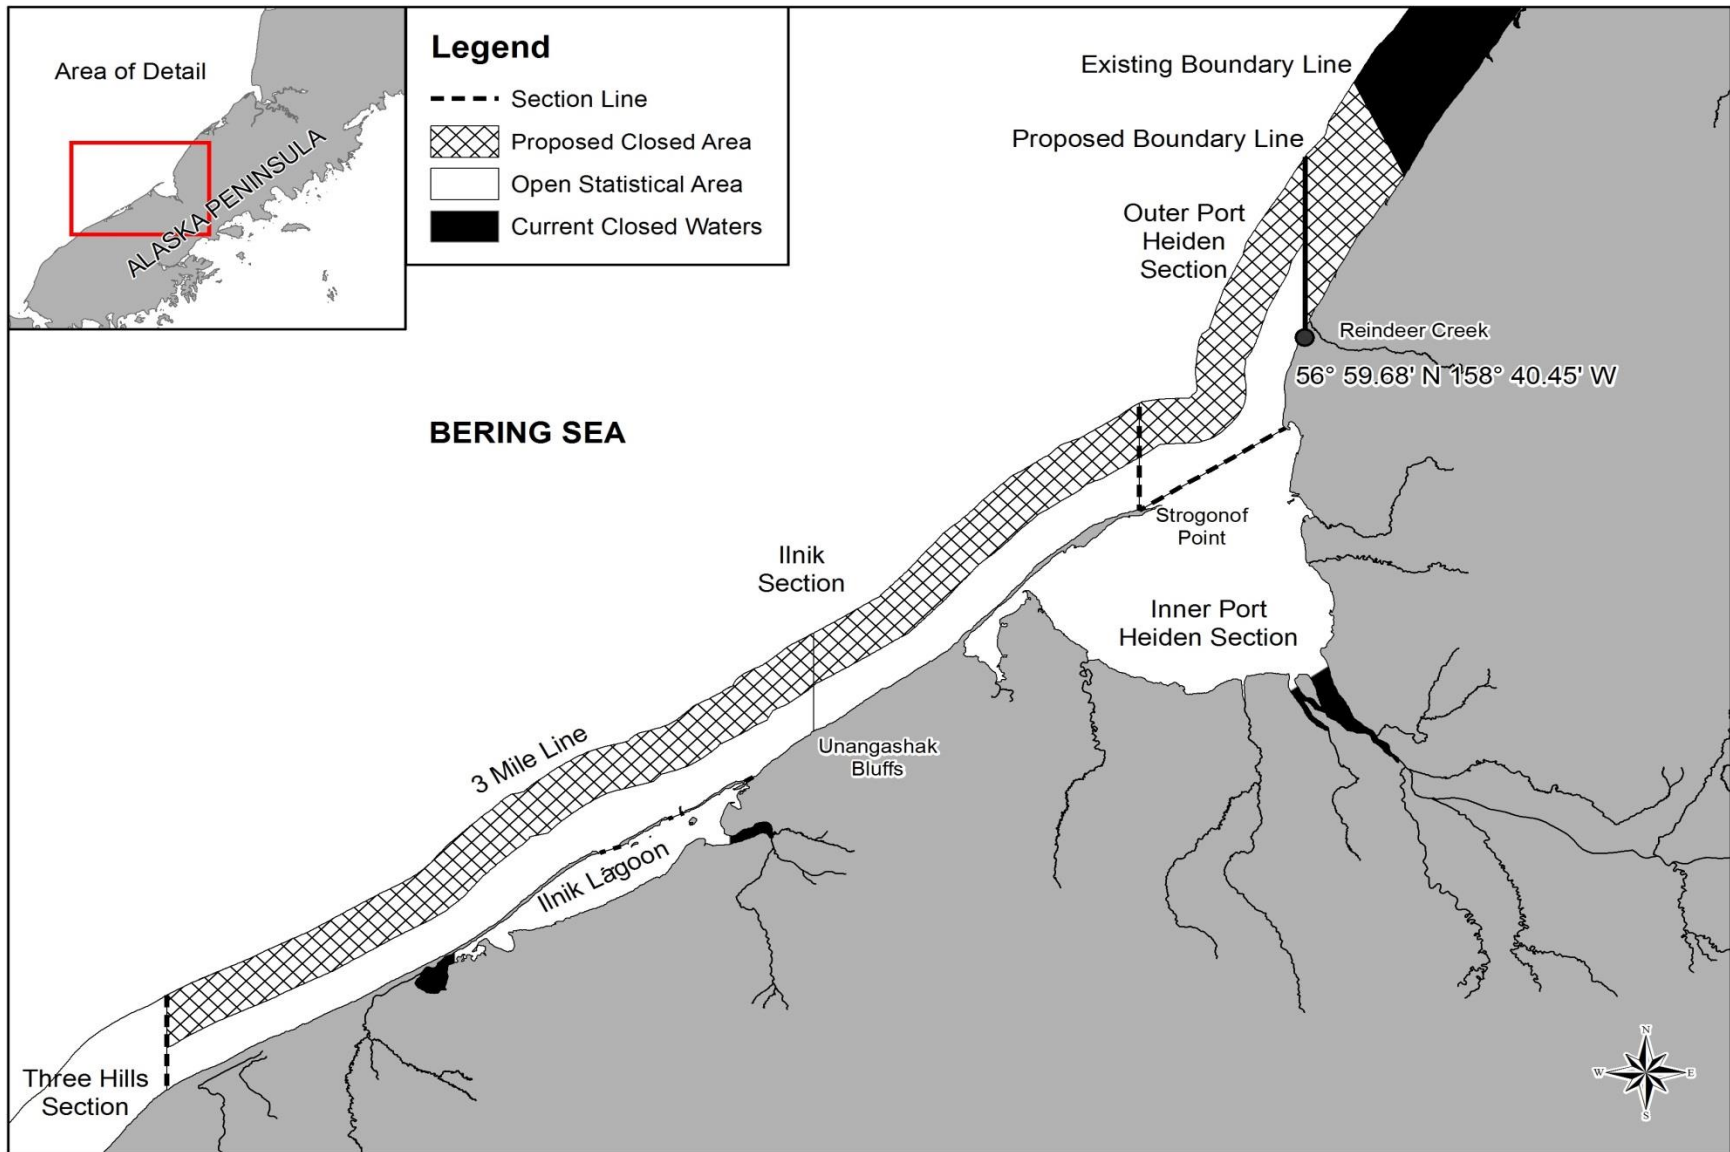 Area of Detail
ALASKA PENINSULA
Legend
Section Line
Proposed Closed Area
Open Statistical Area
Current Closed Waters
Existing Boundary Line
Proposed Boundary Line
Outer Port
Heiden
Section
Reindeer Creek
56° 59.68' N 158° 40.45' W
BERING SEA
Strogonof
Point
Ilnik
Section
Inner Port
Heiden Section
3 Mile Line
Unangashak
Bluffs
Ilnik Lagoon
Three Hills
Section
N
W
E
S